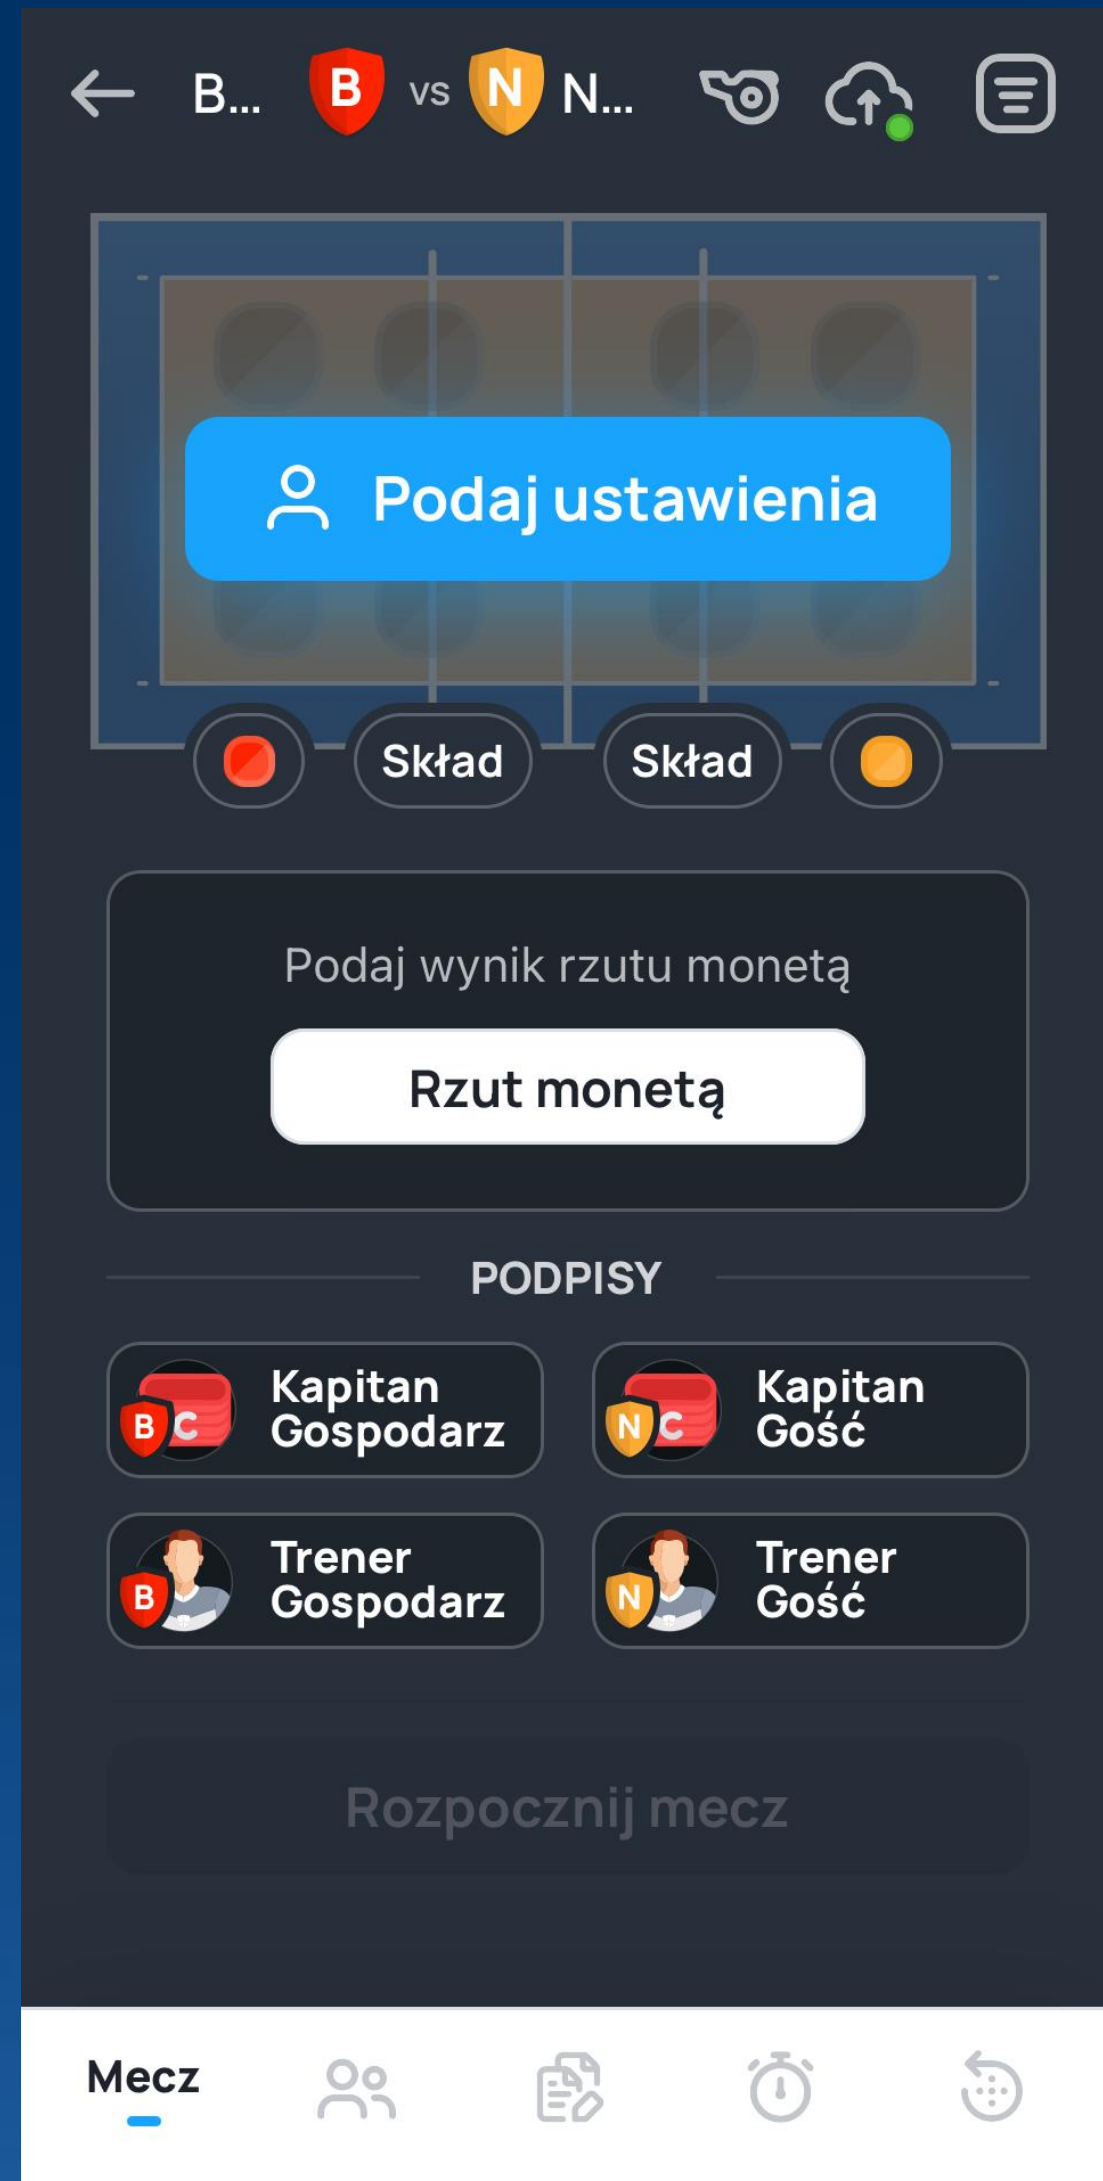 B... B vs N N...
Podaj ustawienia
Skład Skład
Podaj wynik rzutu monetą
Rzut monetą
PODPISY
B C Kapitan
Gospodarz
N C Kapitan
Gość
B Trener
Gospodarz
N Trener
Gość
Rozpocznij mecz
Mecz